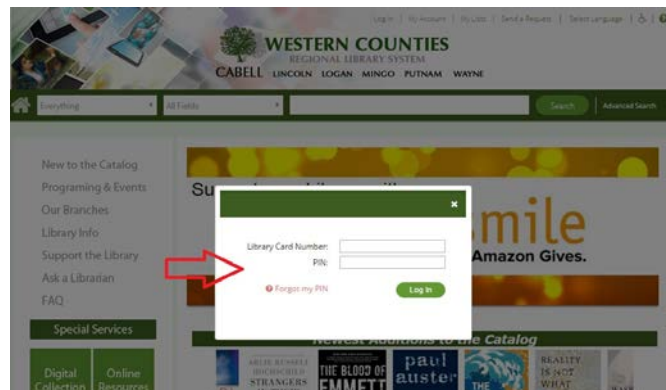 Log In | My Account | My Lists | Send a Request | Select Language
WESTERN COUNTIES
REGIONAL LIBRARY SYSTEM
CABELL LINCOLN LOGAN MINGO PUTNAM WAYNE
Everything
All Fields
Search
Advanced Search
New to the Catalog
Programing & Events
Our Branches
Library Info
Support the Library
Ask a Librarian
FAQ
Special Services
Digital Collection
Online Resources
Su
mile
Amazon Gives.
Library Card Number:
PIN:
Forgot my PIN
Log In
Newest Additions to the Catalog
ARLIE RUSSELL
HOCHSCHILD
STRANGERS
THE BLOOD OF
EMMETT
paul
auster
THE
REALITY
IS NOT
WHAT